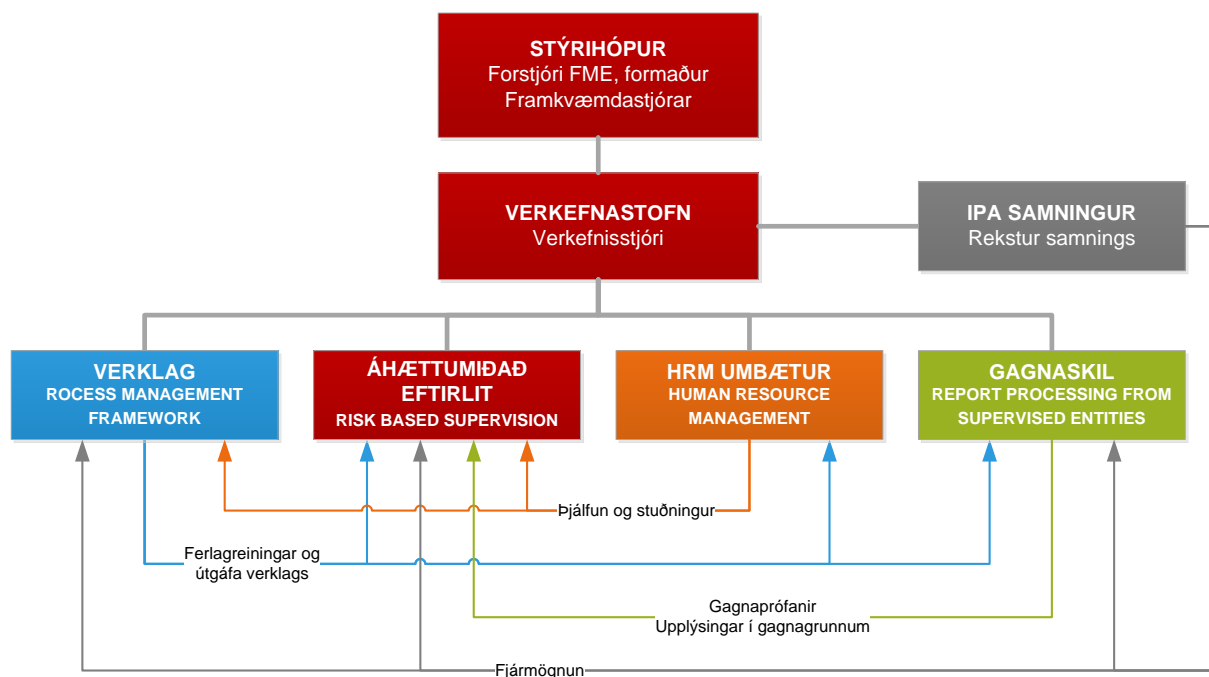 STÝRIHÓPUR
Forstjóri FME, formaður
Framkvæmdastjórar
VERKEFNASTOFN
Verkefnisstjóri
IPA SAMNINGUR
Rekstur samnings
VERKLAG
ROCESS MANAGEMENT
FRAMEWORK
ÁHÆTTUMIÐAÐ
EFTIRLIT
RISK BASED SUPERVISION
HRM UMBÆTUR
HUMAN RESOURCE
MANAGEMENT
GAGNASKIL
REPORT PROCESSING FROM
SUPERVISED ENTITIES
Þjálfun og stuðningur
Ferlagreiningar og
útgáfa verklags
Gagnaprófanir
Upplýsingar í gagnagrunnum
Fjármögnun